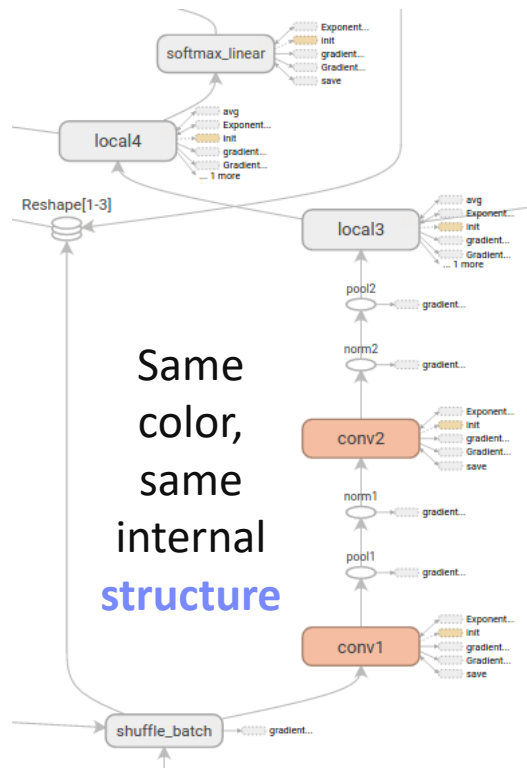 Exponent...
init
softmax_linear
gradient...
Gradient...
save
avg
Exponent...
local4
init
gradient...
Gradient...
... 1 more
Reshape[1-3]
avg
Exponent...
local3
init
gradient...
Gradient...
... 1 more
pool2
gradient...
norm2
gradient...
Same
color,
same
internal
structure
Exponent...
init
conv2
gradient...
Gradient...
save
norm1
gradient...
pool1
gradient...
Exponent...
init
conv1
gradient...
Gradient...
save
shuffle_batch
gradient...